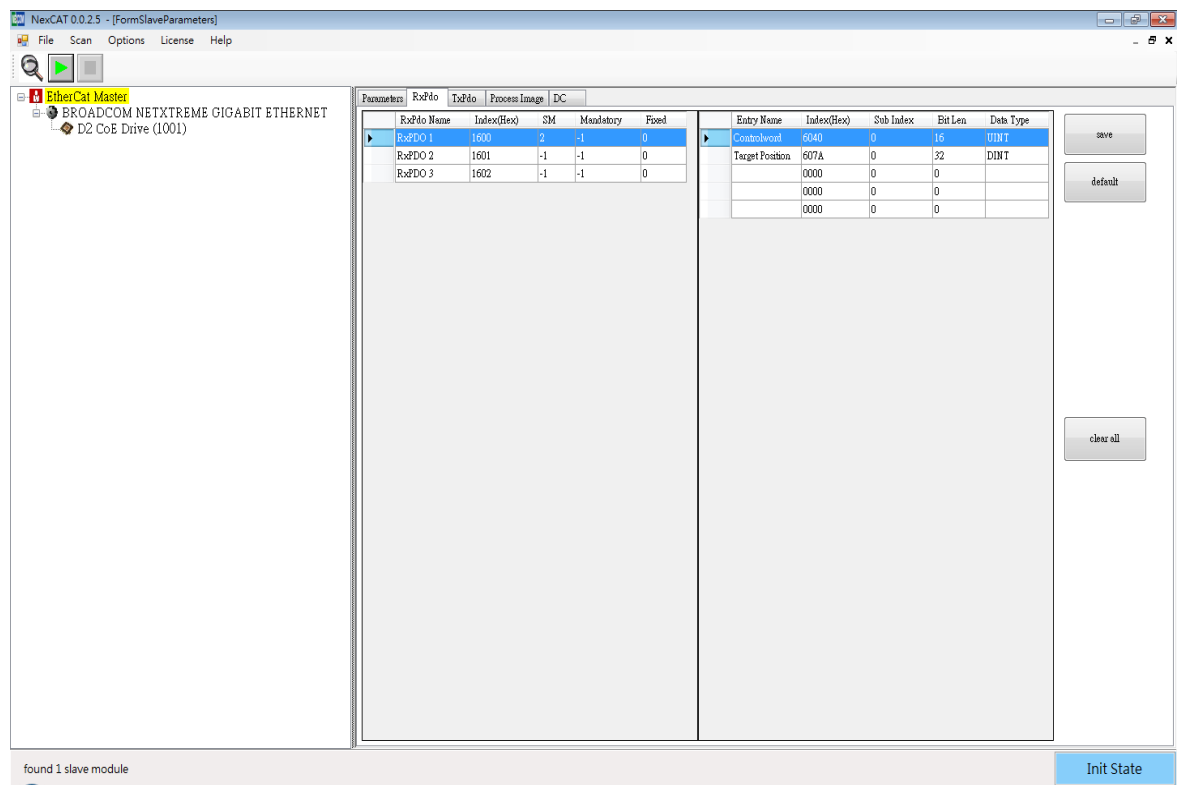 NexCAT 0.0.2.5 - [FormSlaveParameters]
File Scan Options License Help
EtherCat Master
BROADCOM NETXTREME GIGABIT ETHERNET
D2 CoE Drive (1001)
Parameters RxPdo TxPdo Process Image DC
RxPdo Name Index(Hex) SM Mandatory Fixed
RxPDO 1 1600 2 -1 0
RxPDO 2 1601 -1 -1 0
RxPDO 3 1602 -1 -1 0
Entry Name Index(Hex) Sub Index Bit Len Data Type
Controlword 6040 0 16 UINT
Target Position 607A 0 32 DINT
0000 0 0
0000 0 0
0000 0 0
save
default
clear all
found 1 slave module
Init State